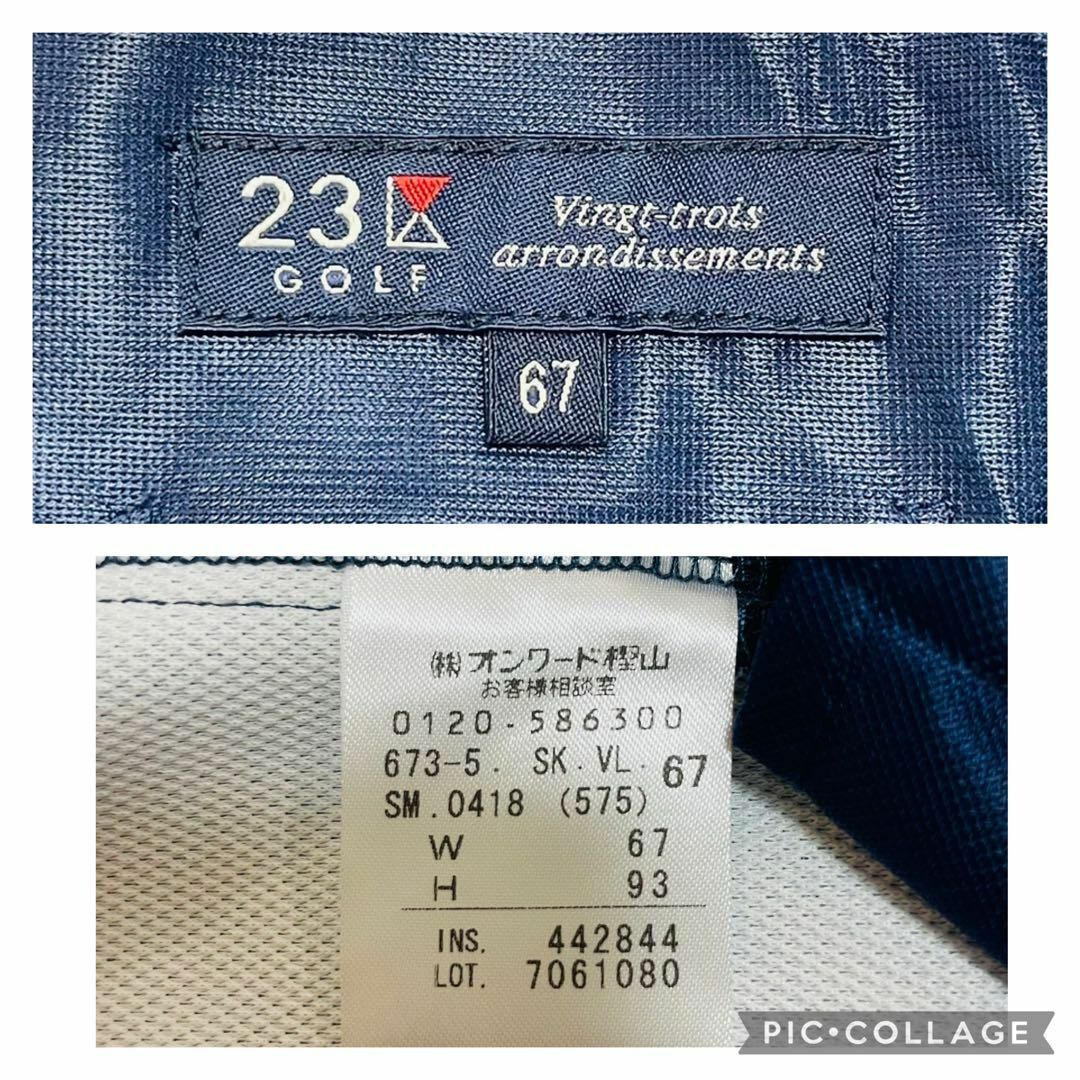 23
GOLF
Vingt-trois
arrondissements
67
(株)オンワード樫山
お客様相談室
0120-586300
673-5. SK.VL. 67
SM.0418 (575)
W 67
H 93
INS. 442844
LOT. 7061080
PIC•COLLAGE